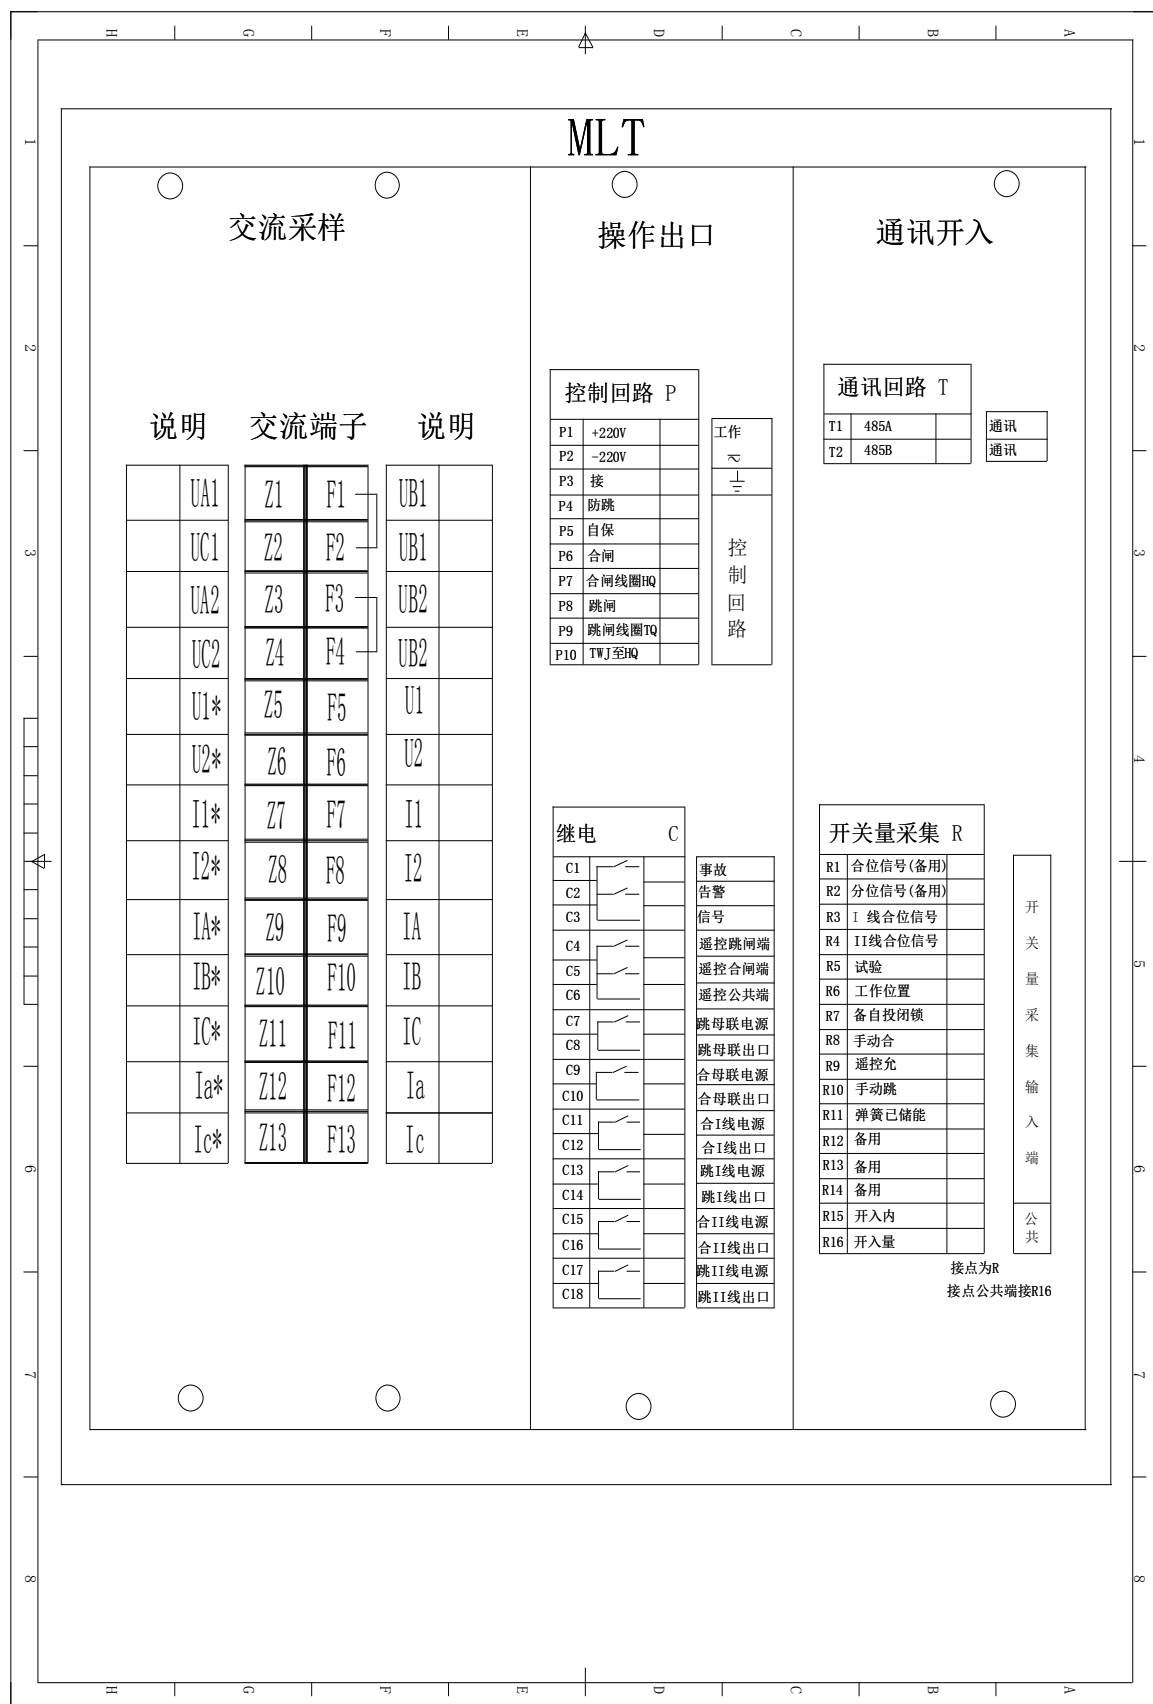 H G F E D C B A
MLT
交流采样
操作出口
通讯开入
说明 交流端子 说明
UA1 Z1 F1 UB1
UC1 Z2 F2 UB1
UA2 Z3 F3 UB2
UC2 Z4 F4 UB2
U1* Z5 F5 U1
U2* Z6 F6 U2
I1* Z7 F7 I1
I2* Z8 F8 I2
IA* Z9 F9 IA
IB* Z10 F10 IB
IC* Z11 F11 IC
Ia* Z12 F12 Ia
Ic* Z13 F13 Ic
控制回路 P
P1 +220V
P2 -220V
P3 接
P4 防跳
P5 自保
P6 合闸
P7 合闸线圈HQ
P8 跳闸
P9 跳闸线圈TQ
P10 TWJ至HQ
工作
控
制
回
路
继电 C
C1 事故
C2 告警
C3 信号
C4 遥控跳闸端
C5 遥控合闸端
C6 遥控公共端
C7 跳母联电源
C8 跳母联出口
C9 合母联电源
C10 合母联出口
C11 合I线电源
C12 合I线出口
C13 跳I线电源
C14 跳I线出口
C15 合II线电源
C16 合II线出口
C17 跳II线电源
C18 跳II线出口
通讯回路 T
T1 485A 通讯
T2 485B 通讯
开关量采集 R
R1 合位信号(备用)
R2 分位信号(备用)
R3 I 线合位信号
R4 II线合位信号
R5 试验
R6 工作位置
R7 备自投闭锁
R8 手动合
R9 遥控允
R10 手动跳
R11 弹簧已储能
R12 备用
R13 备用
R14 备用
R15 开入内
R16 开入量
开
关
量
采
集
输
入
端
公
共
接点为R
接点公共端接R16
1 1
2 2
3 3
4 4
5 5
6 6
7 7
8 8
H G F E D C B A